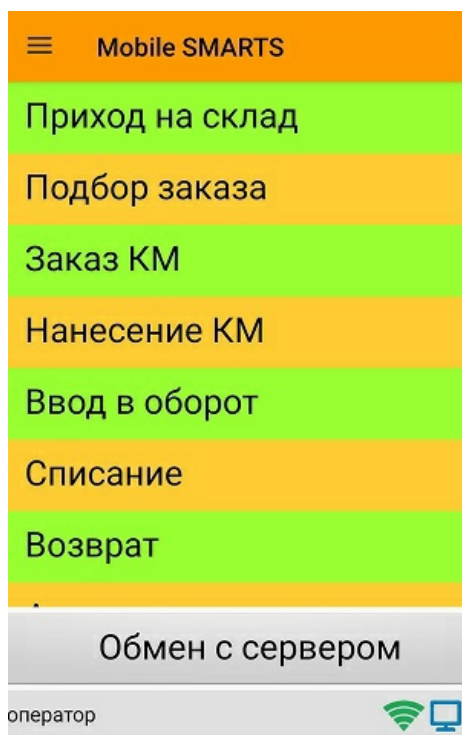 Mobile SMARTS
Приход на склад
Подбор заказа
Заказ КМ
Нанесение КМ
Ввод в оборот
Списание
Возврат
Обмен с сервером
оператор